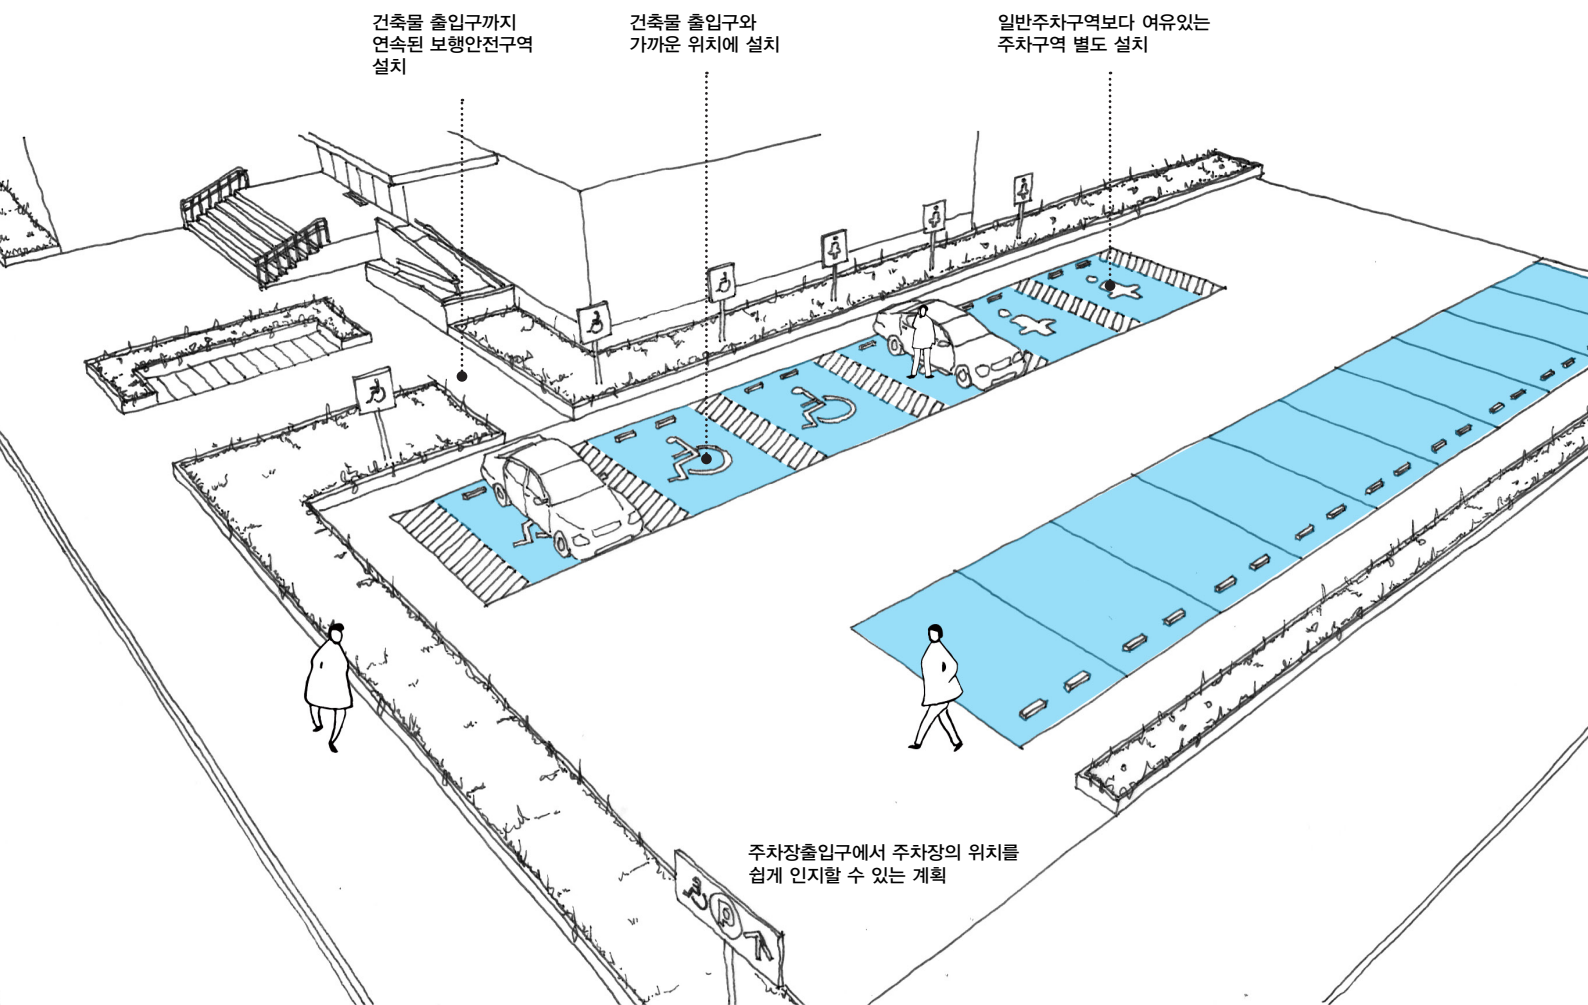 건축물 출입구까지
연속된 보행안전구역
설치
건축물 출입구와
가까운 위치에 설치
일반주차구역보다 여유있는
주차구역 별도 설치
주차장출입구에서 주차장의 위치를
쉽게 인지할 수 있는 계획
P